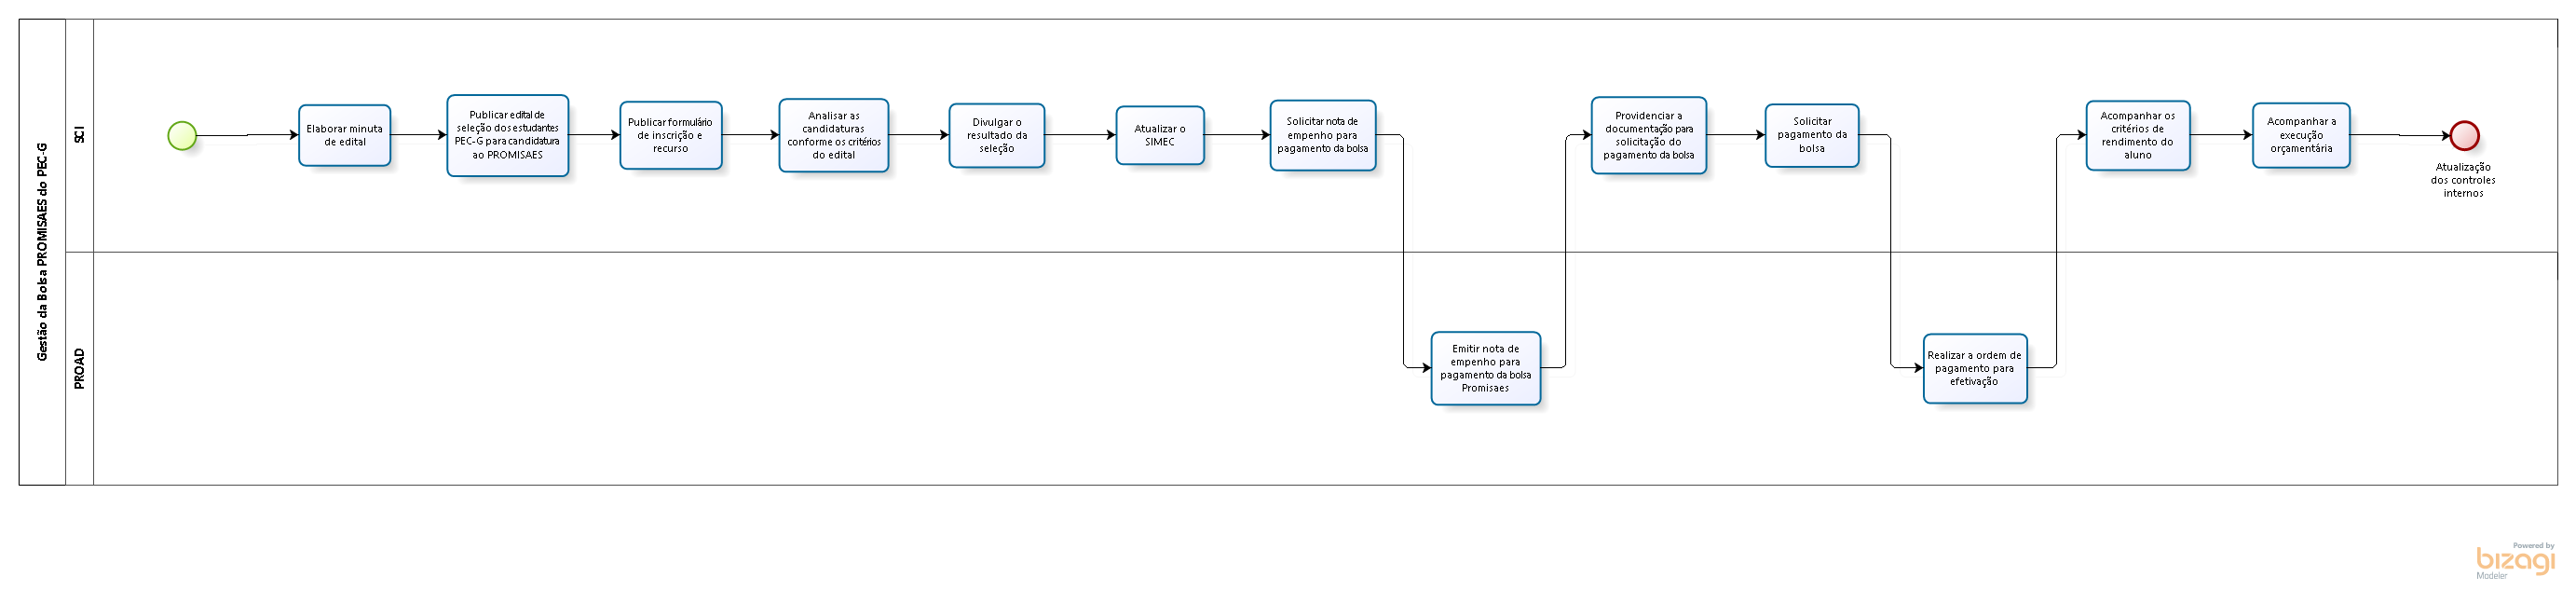 Gestão da Bolsa PROMISAES do PEC-G
SCI
Elaborar minuta
de edital
Publicar edital de
seleção dos estudantes
PEC-G para candidatura
ao PROMISAES
Publicar formulário
de inscrição e
recurso
Analisar as
candidaturas
conforme os critérios
do edital
Divulgar o
resultado da
seleção
Atualizar o
SIMEC
Solicitar nota de
empenho para
pagamento da bolsa
Providenciar a
documentação para
solicitação do
pagamento da bolsa
Solicitar
pagamento da
bolsa
Acompanhar os
critérios de
rendimento do
aluno
Acompanhar a
execução
orçamentária
Atualização
dos controles
internos
PROAD
Emitir nota de
empenho para
pagamento da bolsa
Promisaes
Realizar a ordem de
pagamento para
efetivação
Powered by
bizagi
Modeler